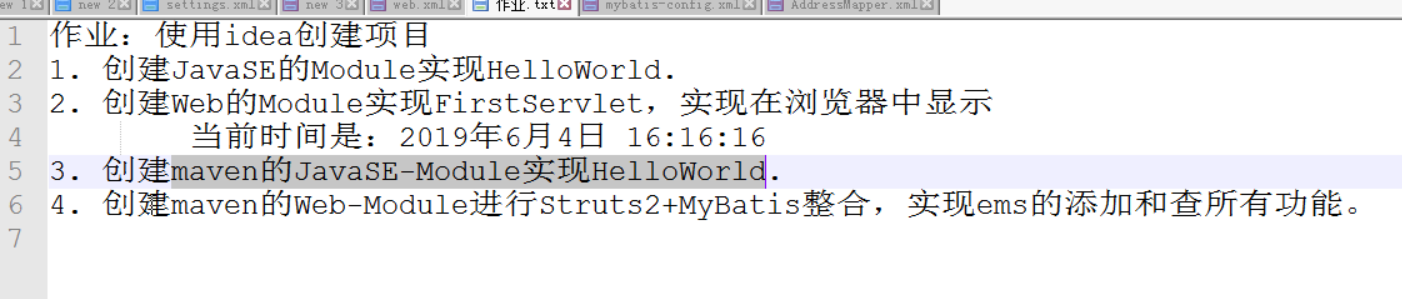 new 1 new 2 settings.xml new 3 web.xml 作业.txt mybatis-config.xml AddressMapper.xml
1 作业：使用idea创建项目
2 1. 创建JavaSE的Module实现HelloWorld.
3 2. 创建Web的Module实现FirstServlet，实现在浏览器中显示
4 当前时间是：2019年6月4日 16:16:16
5 3. 创建maven的JavaSE-Module实现HelloWorld.
6 4. 创建maven的Web-Module进行Struts2+MyBatis整合，实现ems的添加和查所有功能。
7